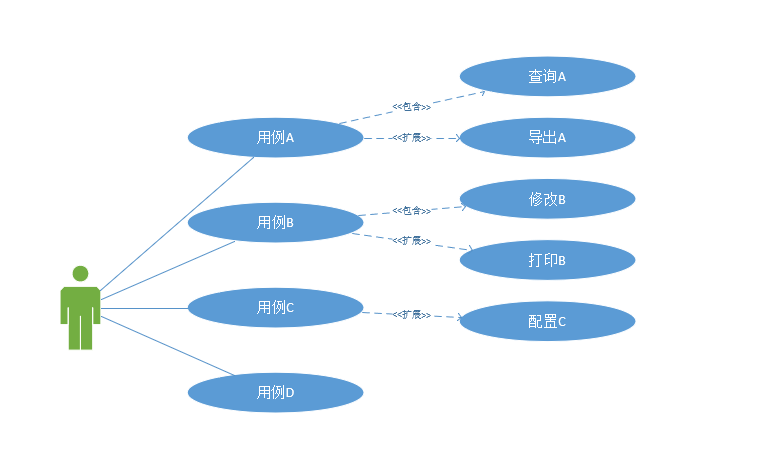 查询A
<<包含>>
用例A
<<扩展>>
导出A
修改B
<<包含>>
用例B
<<扩展>>
打印B
用例C
<<扩展>>
配置C
用例D